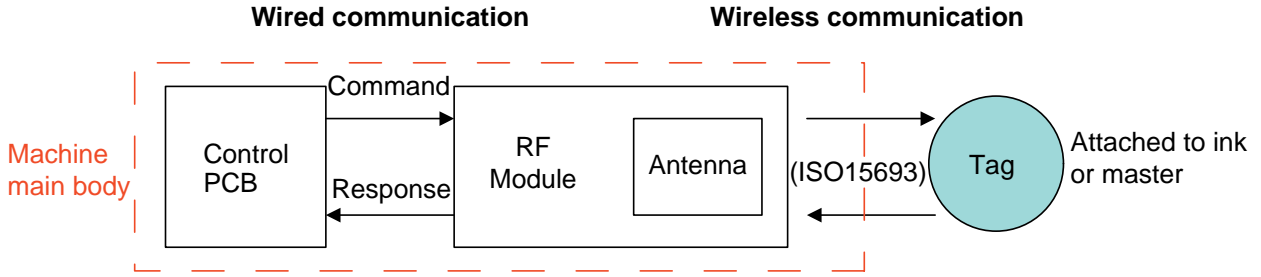 Wired communication
Wireless communication
Command
Machine
main body
Control
PCB
Response
RF
Module
Antenna
(ISO15693)
Tag
Attached to ink
or master